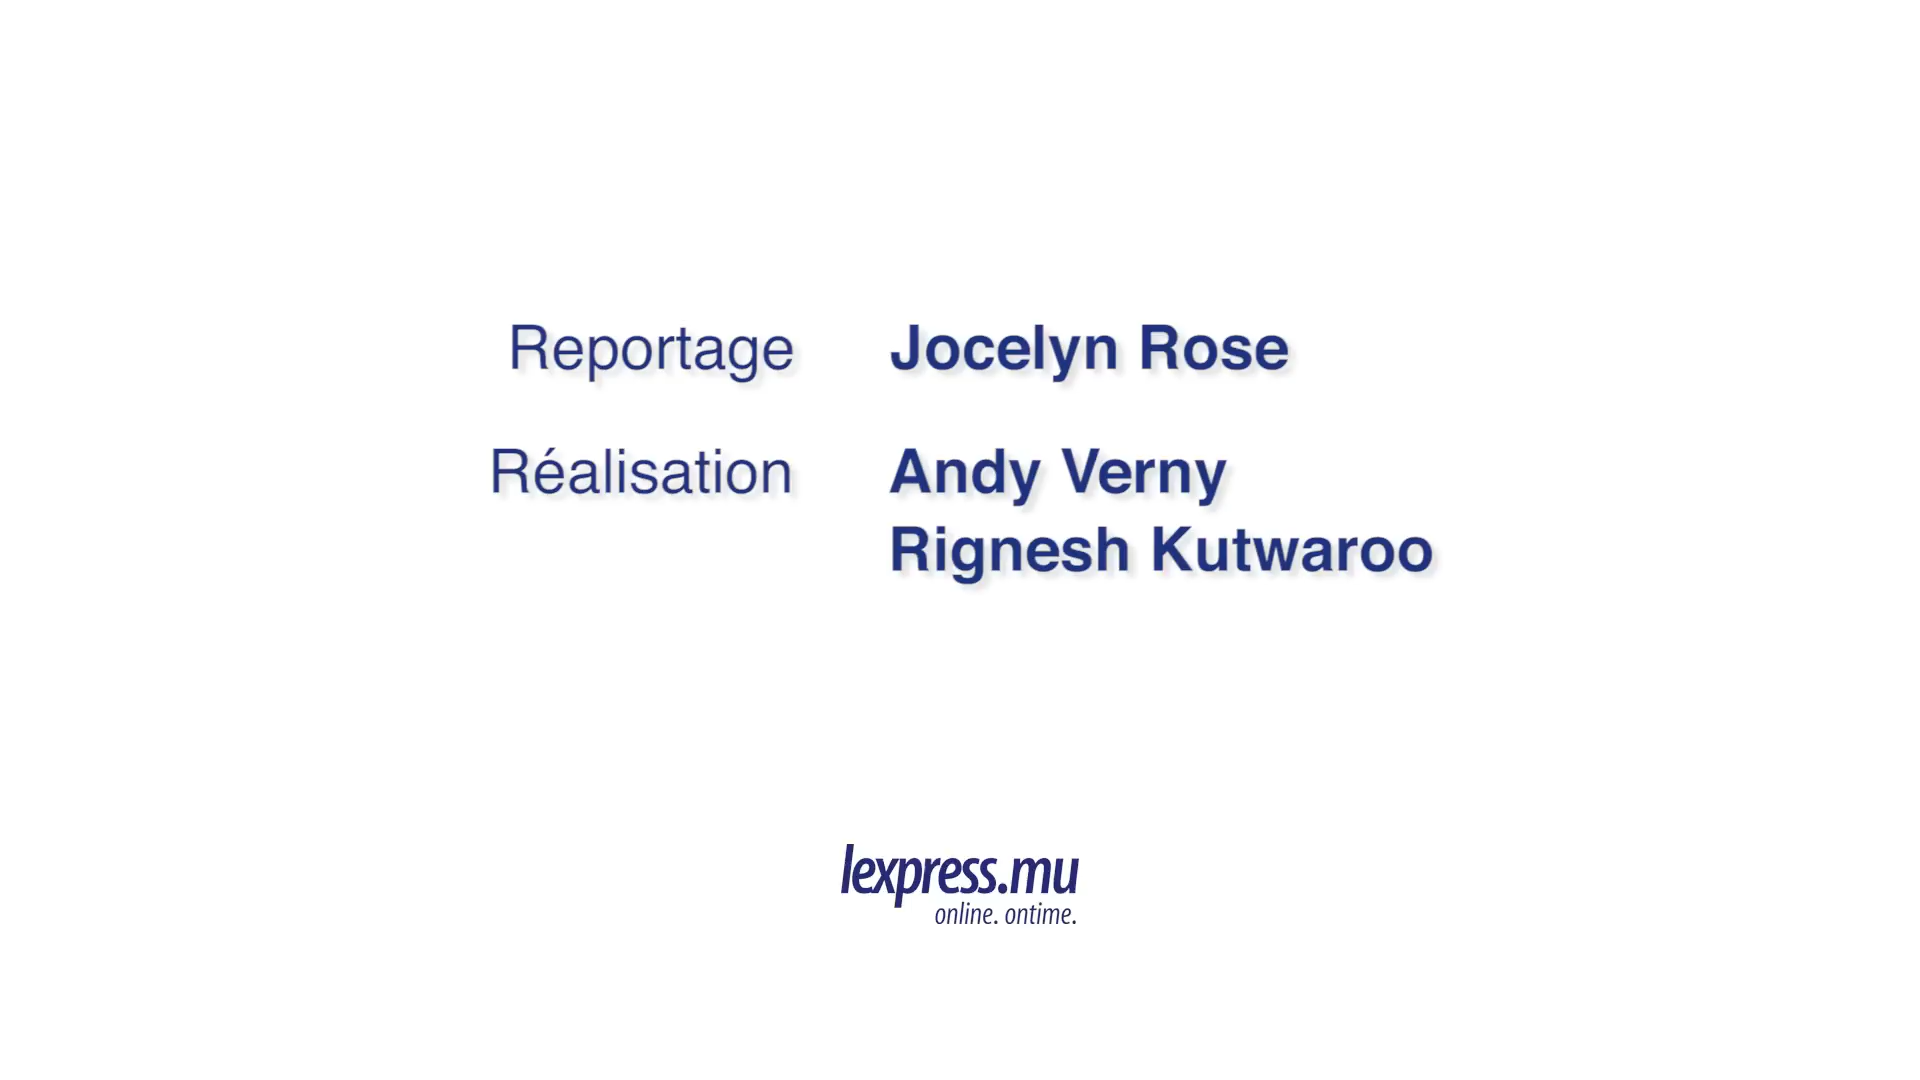 Reportage Jocelyn Rose
Réalisation Andy Verny
Rignesh Kutwaroo
lexpress.mu
online. ontime.